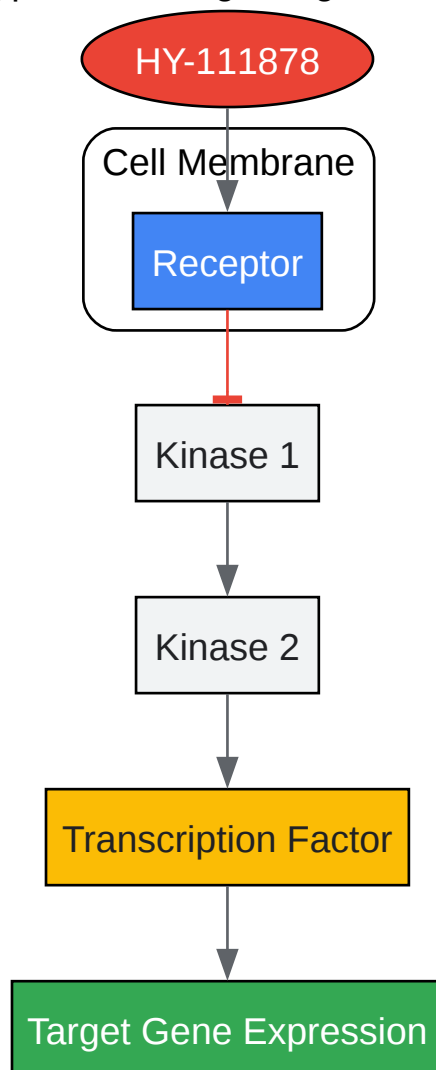 HY-111878
Cell Membrane
Receptor
Kinase 1
Kinase 2
Transcription Factor
Target Gene Expression